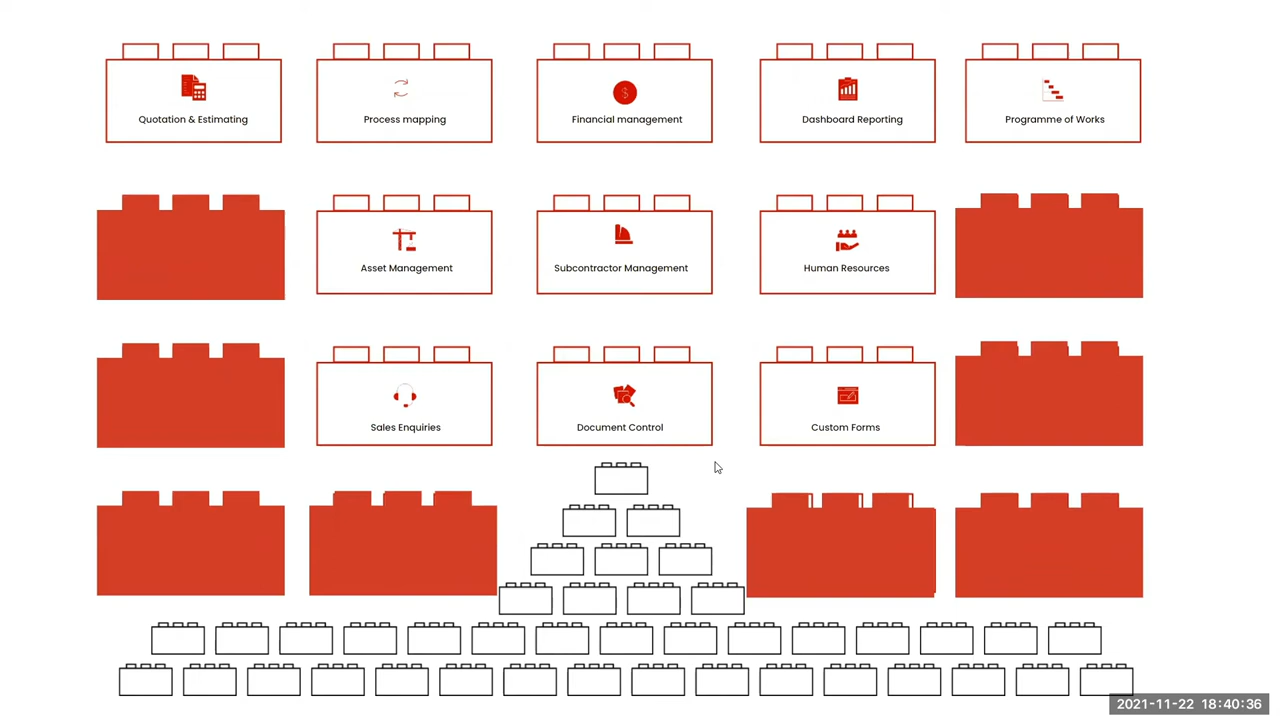 Quotation & Estimating
Process mapping
Financial management
Dashboard Reporting
Programme of Works
Asset Management
Subcontractor Management
Human Resources
Sales Enquiries
Document Control
Custom Forms
2021-11-22 18:40:36